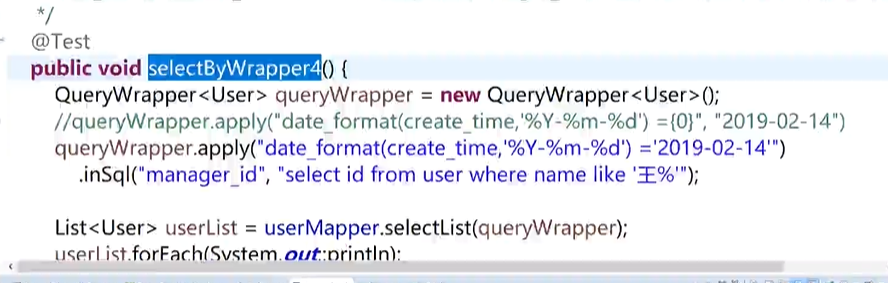 */
@Test
public void selectByWrapper4() {
QueryWrapper<User> queryWrapper = new QueryWrapper<User>();
//queryWrapper.apply("date_format(create_time,'%Y-%m-%d') ={0}", "2019-02-14")
queryWrapper.apply("date_format(create_time,'%Y-%m-%d') ='2019-02-14'")
.inSql("manager_id", "select id from user where name like '王%'");
List<User> userList = userMapper.selectList(queryWrapper);
userList.forEach(System.out::println);